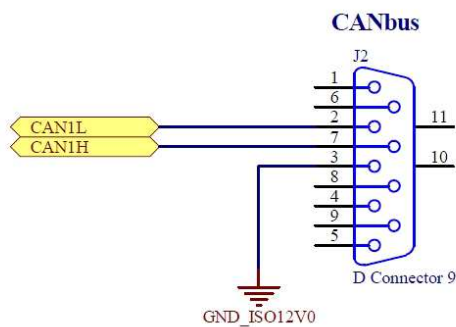 CANbus
J2
1
6
CAN1L 2 11
CAN1H 7
3 10
8
4
9
5
D Connector 9
GND_ISO12V0